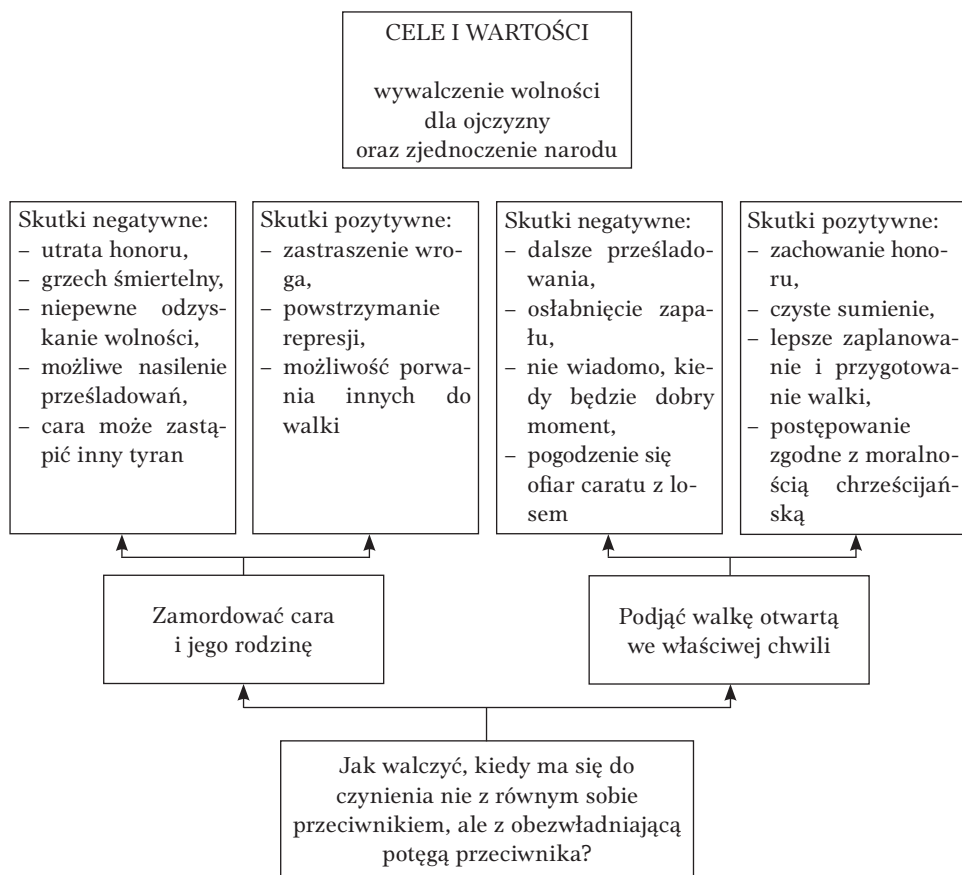 CELE I WARTOŚCI
wywalczenie wolności
dla ojczyzny
oraz zjednoczenie narodu
Skutki negatywne:
– utrata honoru,
– grzech śmiertelny,
– niepewne odzys-
kanie wolności,
– możliwe nasilenie
prześladowań,
– cara może zastą-
pić inny tyran
Skutki pozytywne:
– zastraszenie wro-
ga,
– powstrzymanie
represji,
– możliwość porwa-
nia innych do
walki
Skutki negatywne:
– dalsze prześlado-
wania,
– osłabnięcie zapa-
łu,
– nie wiadomo, kie-
dy będzie dobry
moment,
– pogodzenie się
ofiar caratu z lo-
sem
Skutki pozytywne:
– zachowanie hono-
ru,
– czyste sumienie,
– lepsze zaplanowa-
nie i przygotowa-
nie walki,
– postępowanie
zgodne z moralno-
ścią chrześcijań-
ską
Zamordować cara
i jego rodzinę
Podjąć walkę otwartą
we właściwej chwili
Jak walczyć, kiedy ma się do
czynienia nie z równym sobie
przeciwnikiem, ale z obezwładniającą
potęgą przeciwnika?